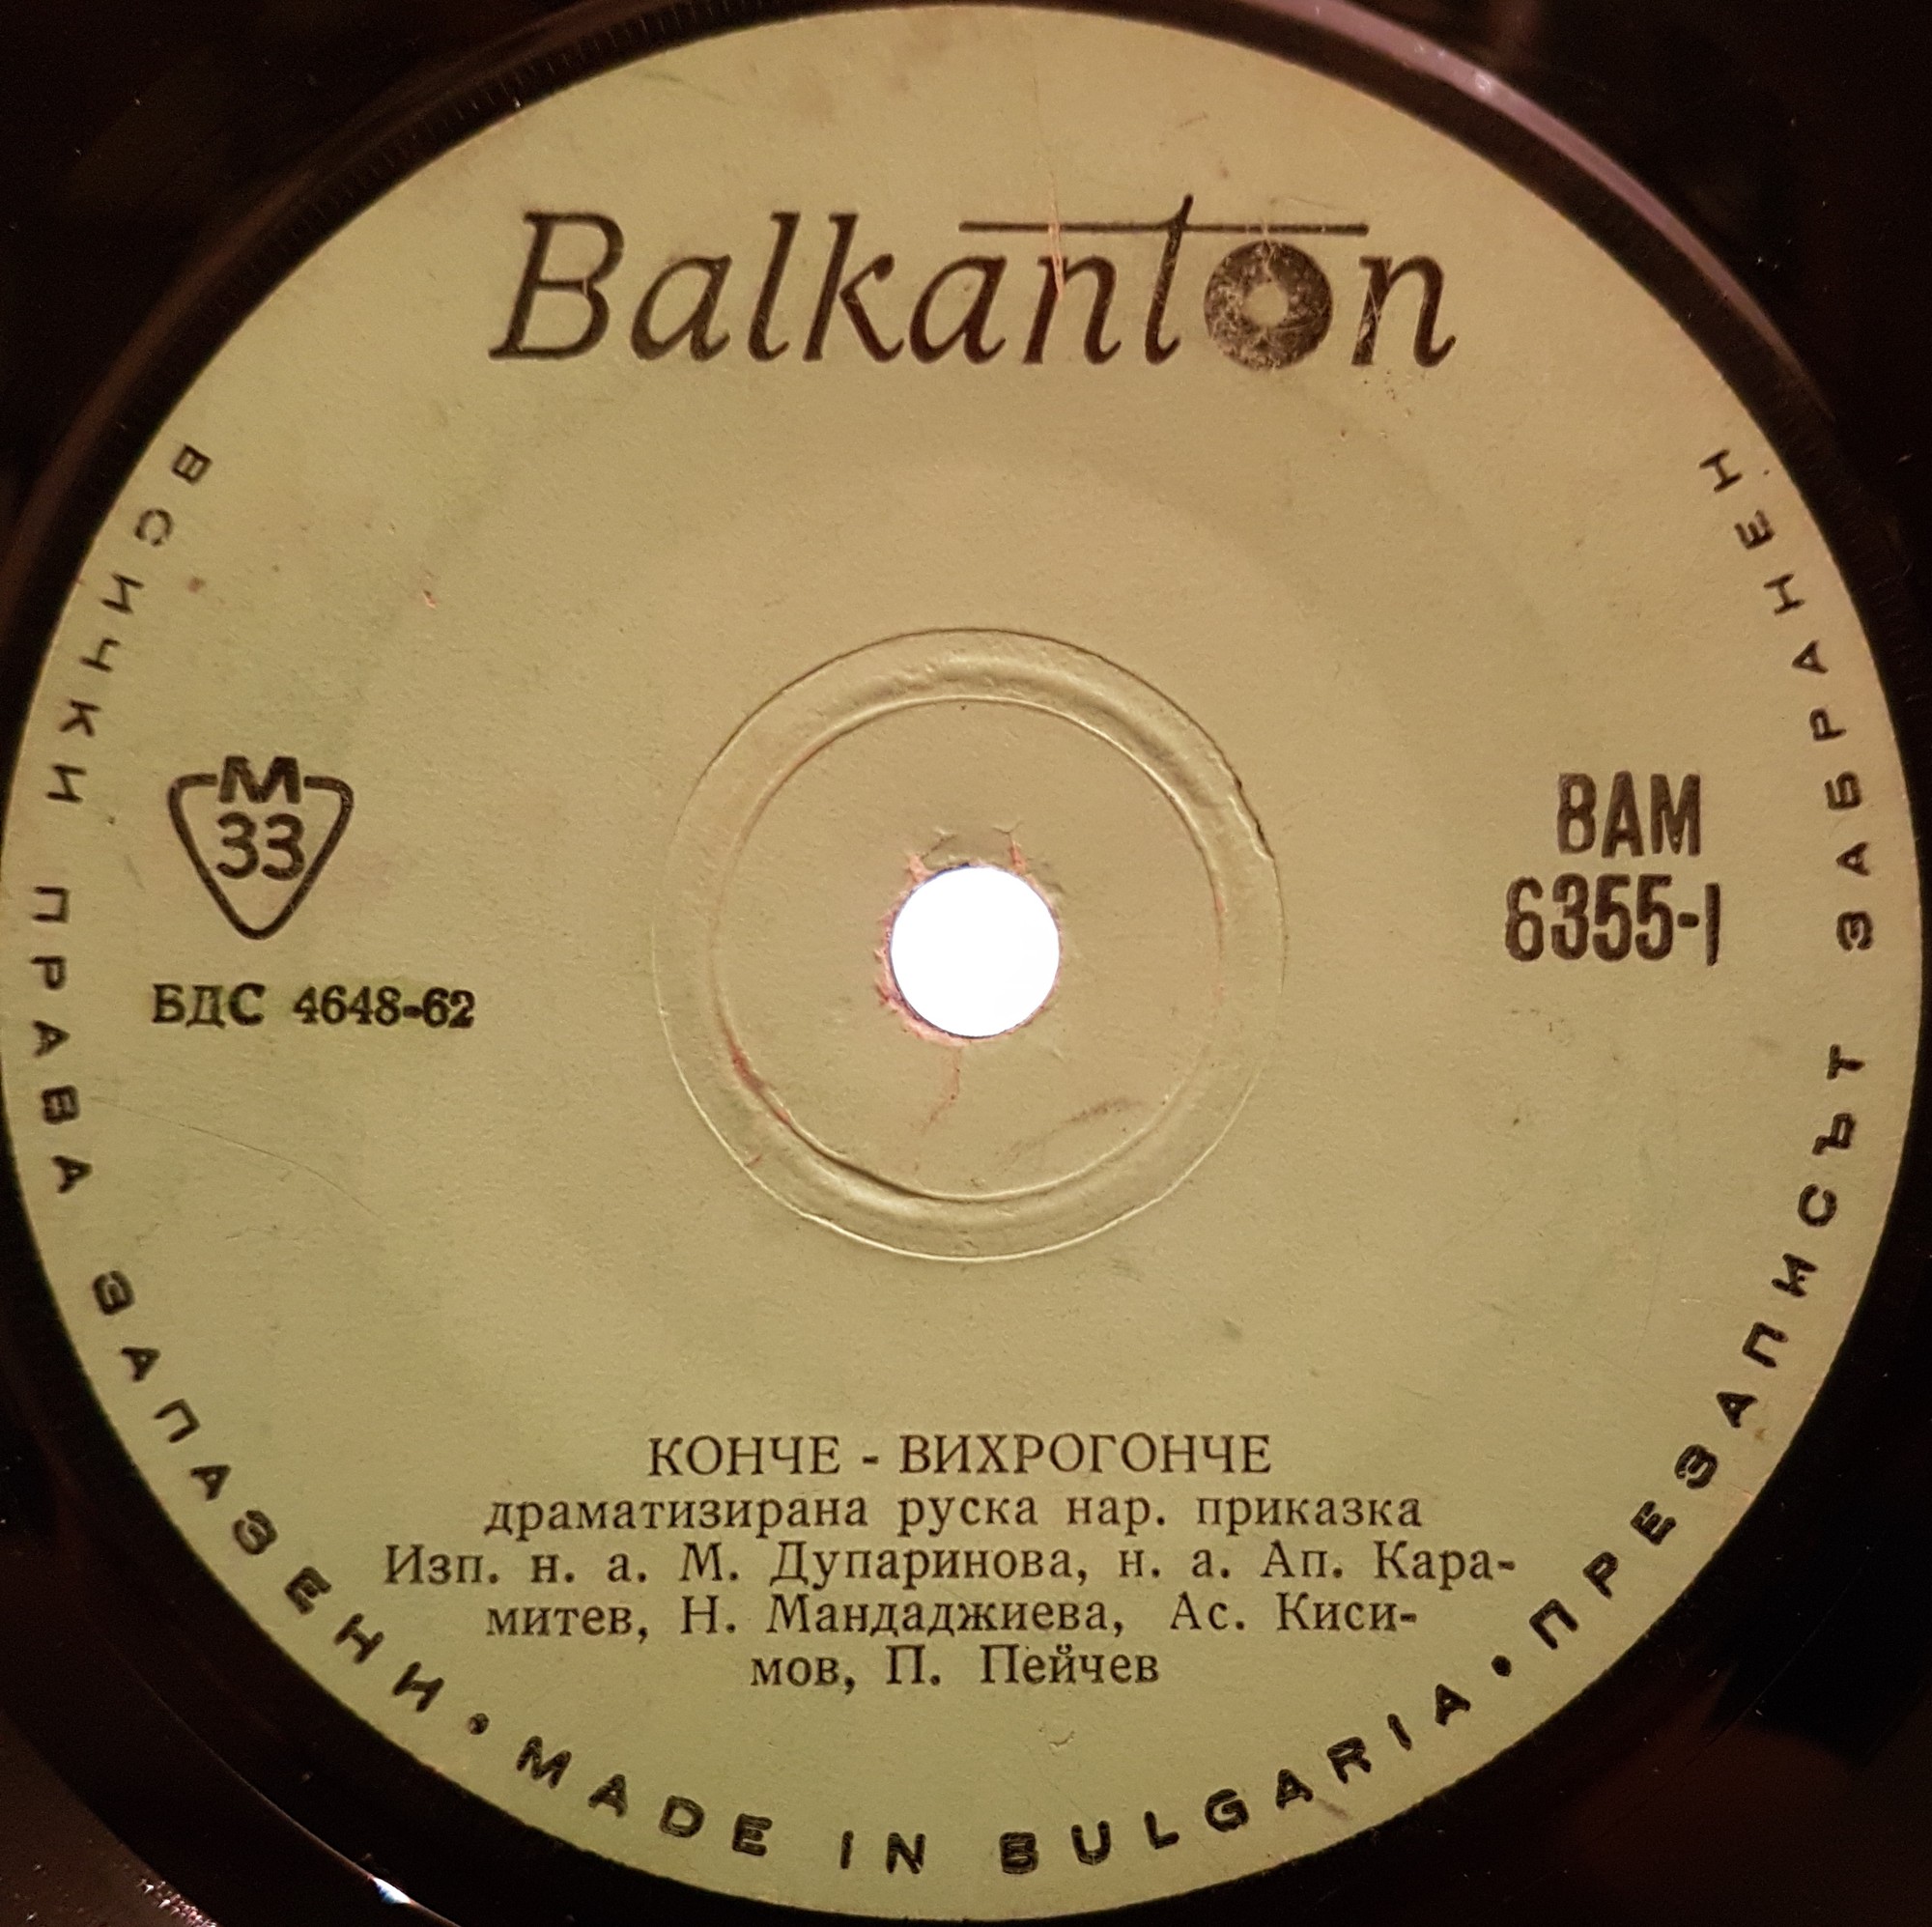 Balkanton
M
33
БДС 4648-62
ВАМ
6355-I
КОНЧЕ - ВИХРОГОНЧЕ
драматизирана руска нар. приказка
Изп. н. а. М. Дупаринова, н. а. Ап. Кара-
митев, Н. Мандаджиева, Ас. Киси-
мов, П. Пейчев
ВСИЧКИ ПРАВА ЗАПАЗЕНИ • MADE IN BULGARIA • ПРЕЗАПИСЪТ ЗАБРАНЕН